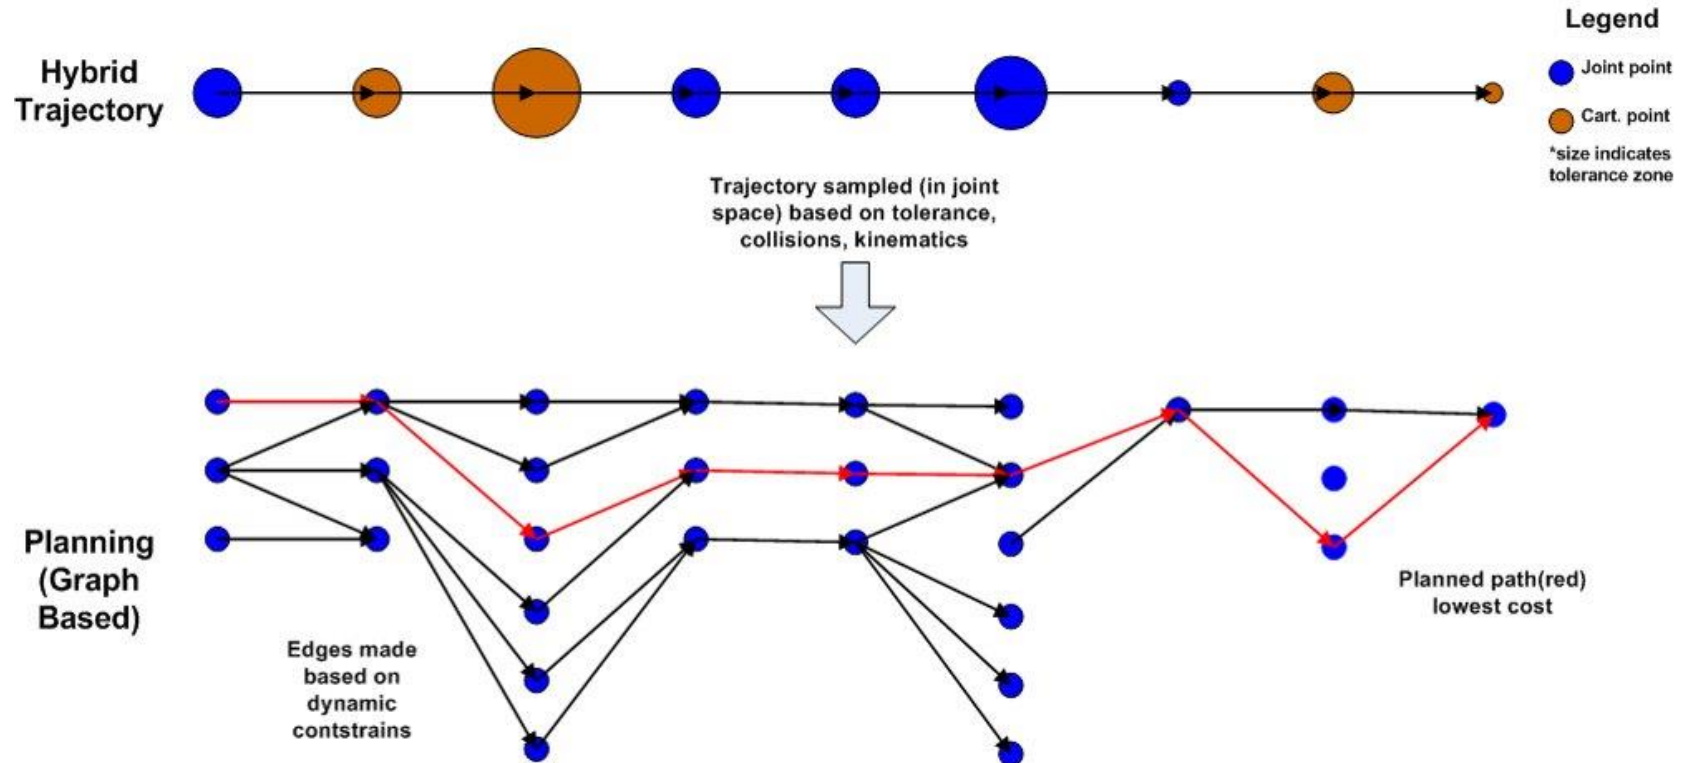 Legend
Hybrid
Trajectory
Joint point
Cart. point
*size indicates
tolerance zone
Trajectory sampled (in joint
space) based on tolerance,
collisions, kinematics
Planning
(Graph
Based)
Edges made
based on
dynamic
contstrains
Planned path(red)
lowest cost